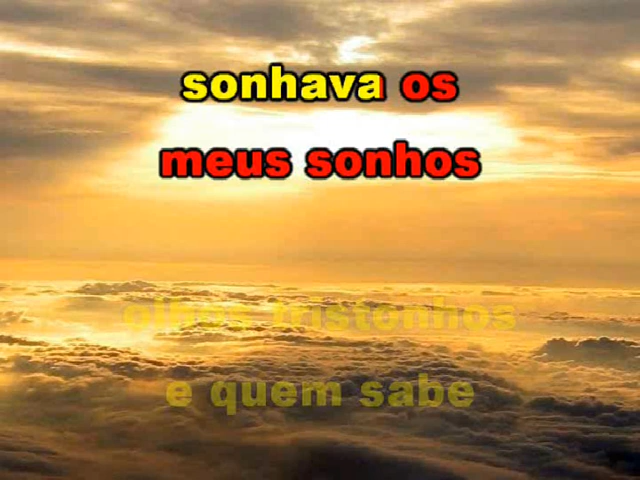 sonhava os
meus sonhos
olhos tristonhos
e quem sabe